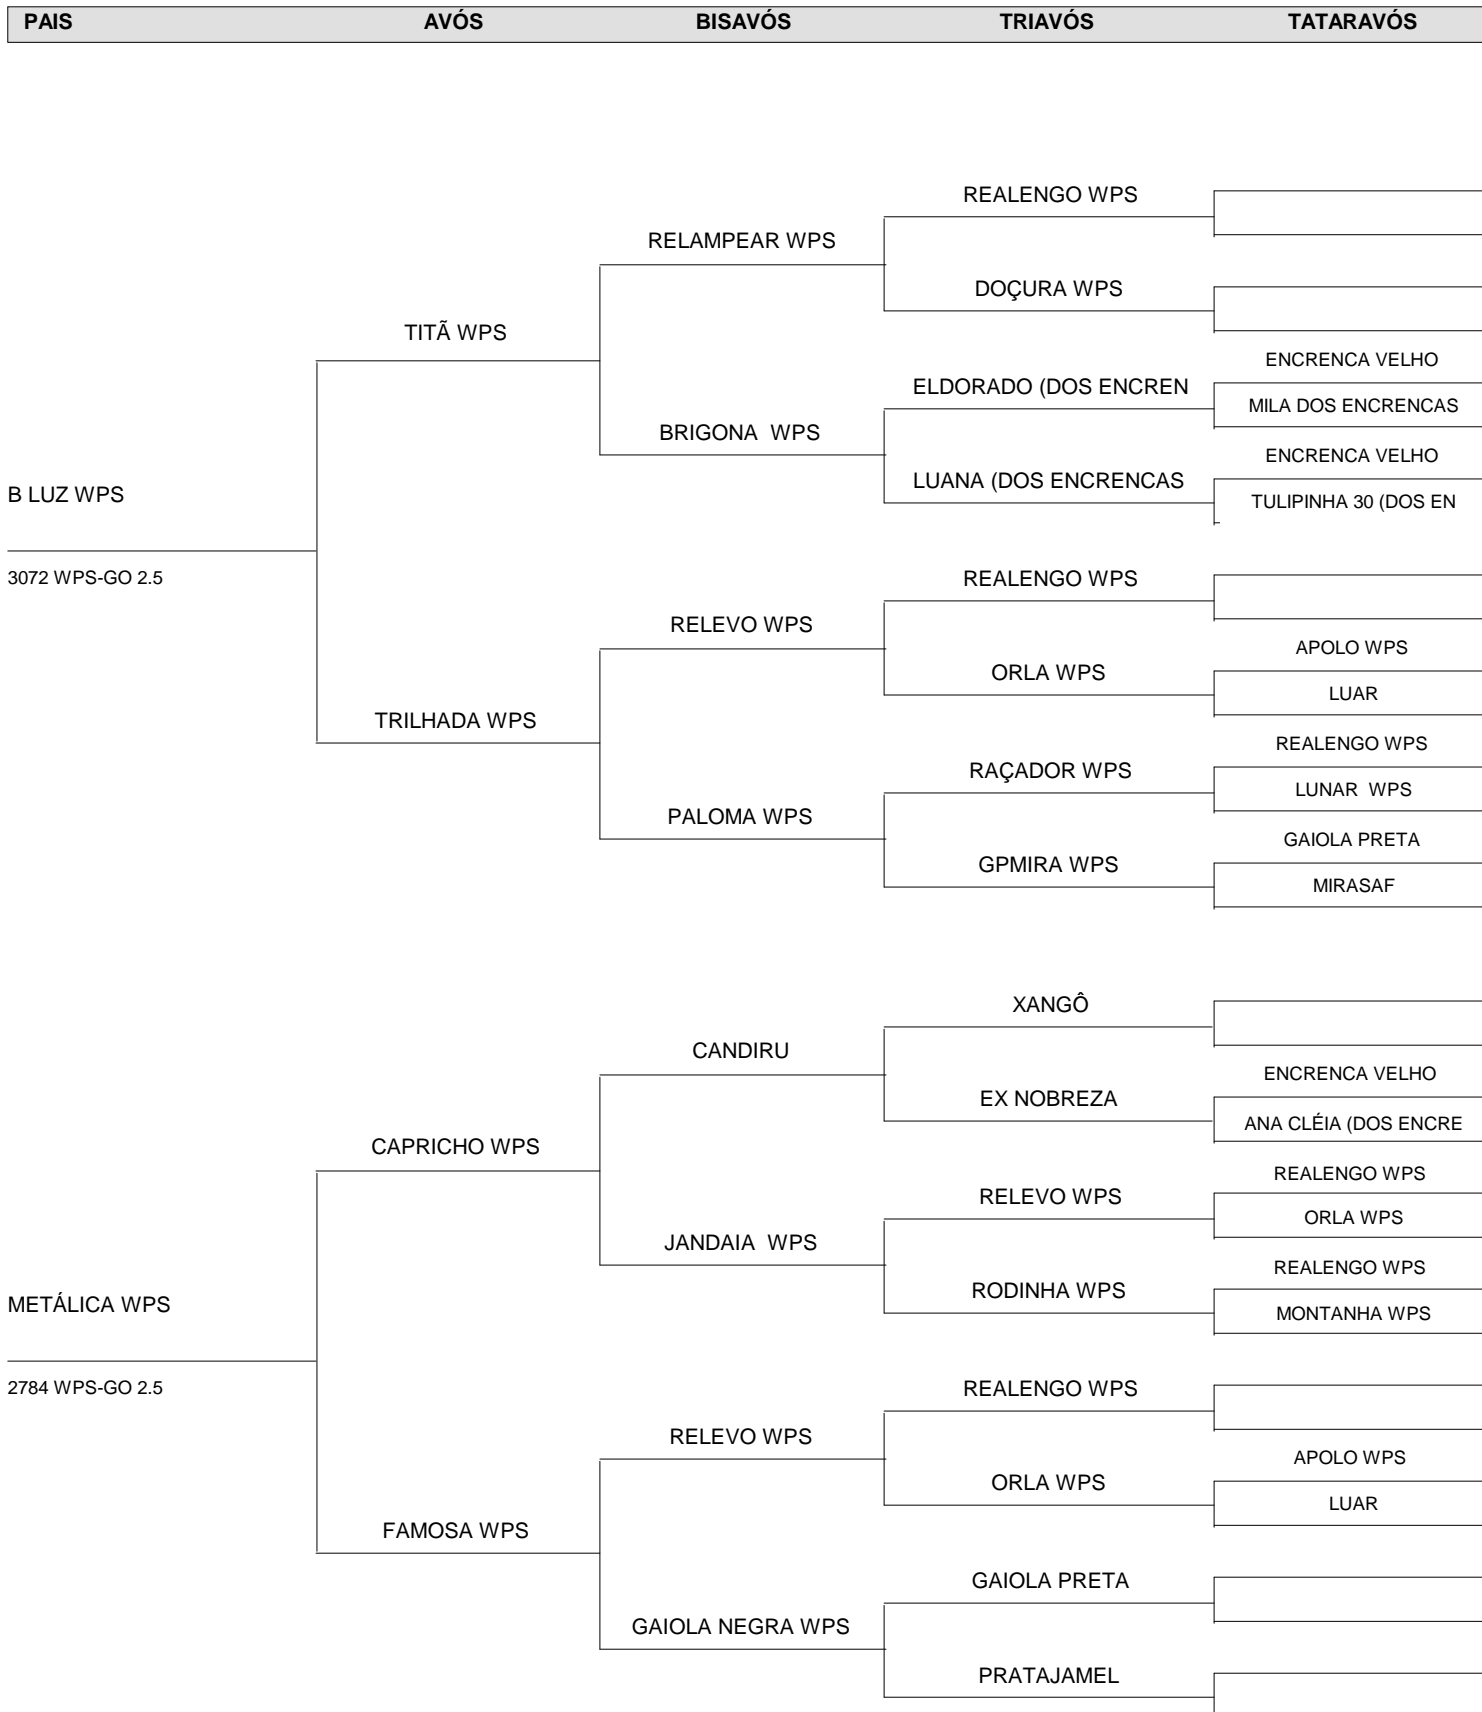 PAIS AVÓS BISAVÓS TRIAVÓS TATARAVÓS
REALENGO WPS
RELAMPEAR WPS
DOÇURA WPS
TITÃ WPS
ENCRENCA VELHO
ELDORADO (DOS ENCREN
MILA DOS ENCRENCAS
BRIGONA  WPS
ENCRENCA VELHO
LUANA (DOS ENCRENCAS
B LUZ WPS
TULIPINHA 30 (DOS EN
3072 WPS-GO 2.5
REALENGO WPS
RELEVO WPS
APOLO WPS
ORLA WPS
LUAR
TRILHADA WPS
REALENGO WPS
RAÇADOR WPS
LUNAR  WPS
PALOMA WPS
GAIOLA PRETA
GPMIRA WPS
MIRASAF
XANGÔ
CANDIRU
ENCRENCA VELHO
EX NOBREZA
ANA CLÉIA (DOS ENCRE
CAPRICHO WPS
REALENGO WPS
RELEVO WPS
ORLA WPS
JANDAIA  WPS
REALENGO WPS
RODINHA WPS
METÁLICA WPS
MONTANHA WPS
2784 WPS-GO 2.5
REALENGO WPS
RELEVO WPS
APOLO WPS
ORLA WPS
LUAR
FAMOSA WPS
GAIOLA PRETA
GAIOLA NEGRA WPS
PRATAJAMEL